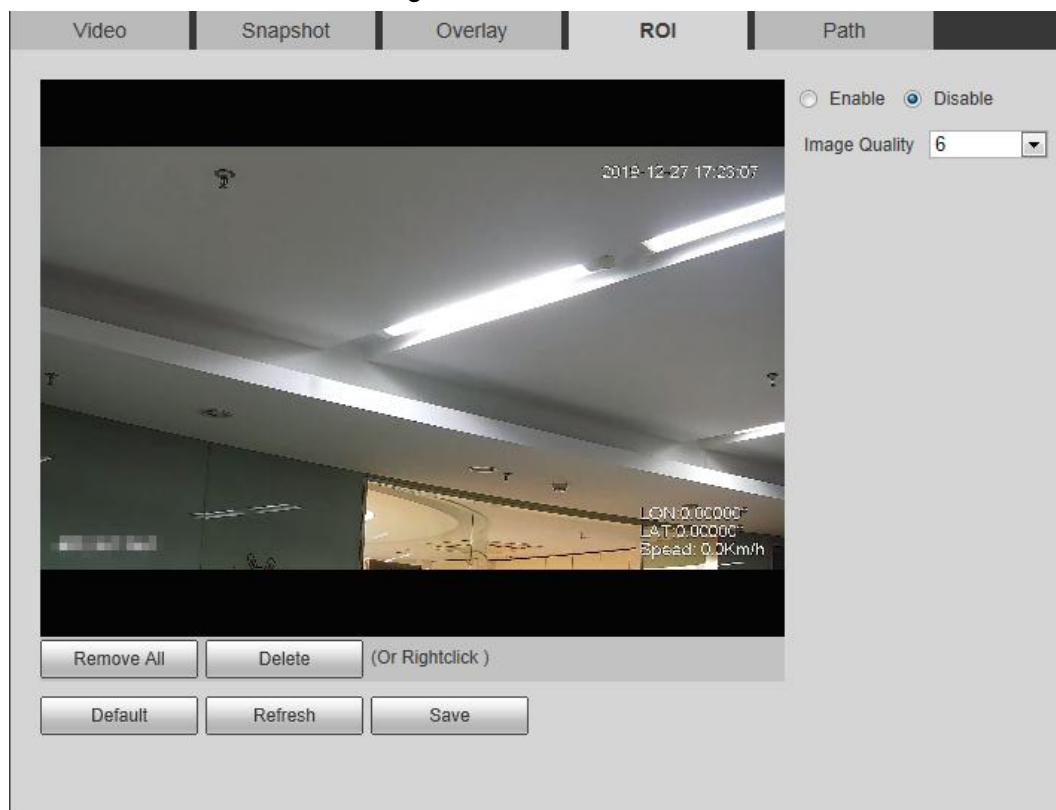 Video Snapshot Overlay ROI Path
Enable Disable
Image Quality 6
2019-12-27 17:23:07
LON:0.00000°
LAT:0.00000°
Speed: 0.0Km/h
Remove All Delete (Or Rightclick )
Default Refresh Save